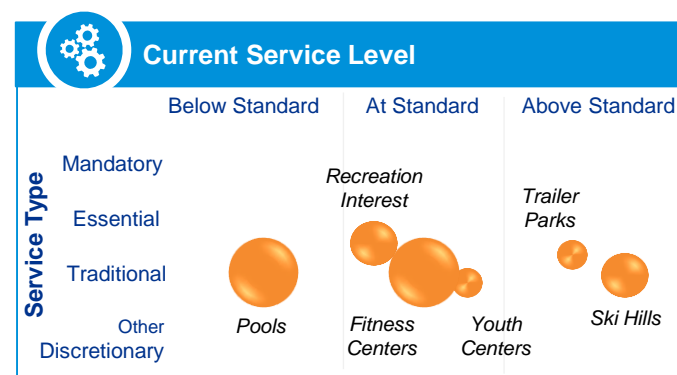 Current Service Level
Below Standard
At Standard
Above Standard
Service Type
Mandatory
Essential
Traditional
Other
Discretionary
Recreation
Interest
Trailer
Parks
Pools
Fitness
Centers
Youth
Centers
Ski Hills